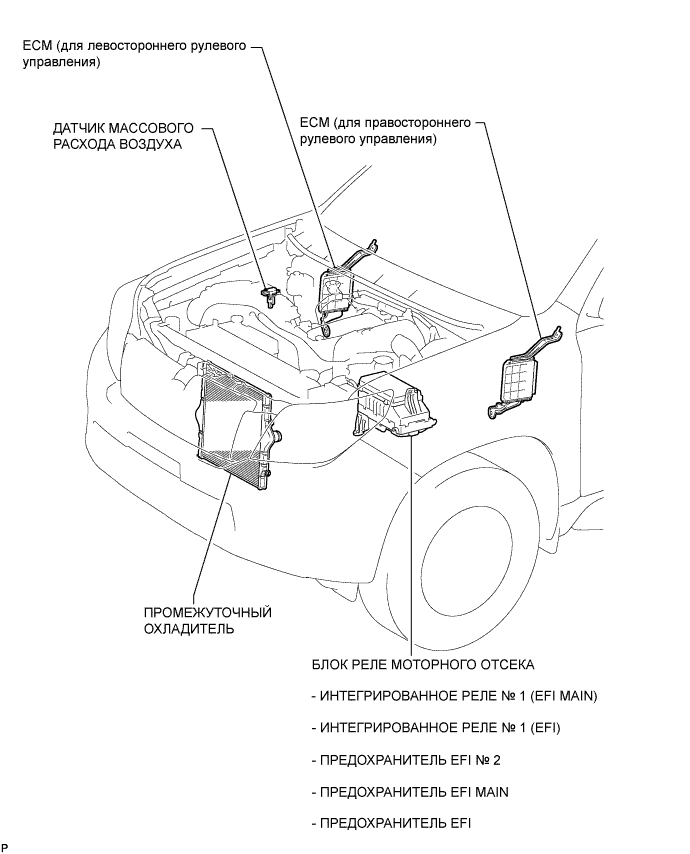 ECM (для левостороннего рулевого
управления)
ECM (для правостороннего
рулевого управления)
ДАТЧИК МАССОВОГО
РАСХОДА ВОЗДУХА
ПРОМЕЖУТОЧНЫЙ
ОХЛАДИТЕЛЬ
БЛОК РЕЛЕ МОТОРНОГО ОТСЕКА
- ИНТЕГРИРОВАННОЕ РЕЛЕ № 1 (EFI MAIN)
- ИНТЕГРИРОВАННОЕ РЕЛЕ № 1 (EFI)
- ПРЕДОХРАНИТЕЛЬ EFI № 2
- ПРЕДОХРАНИТЕЛЬ EFI MAIN
- ПРЕДОХРАНИТЕЛЬ EFI
P